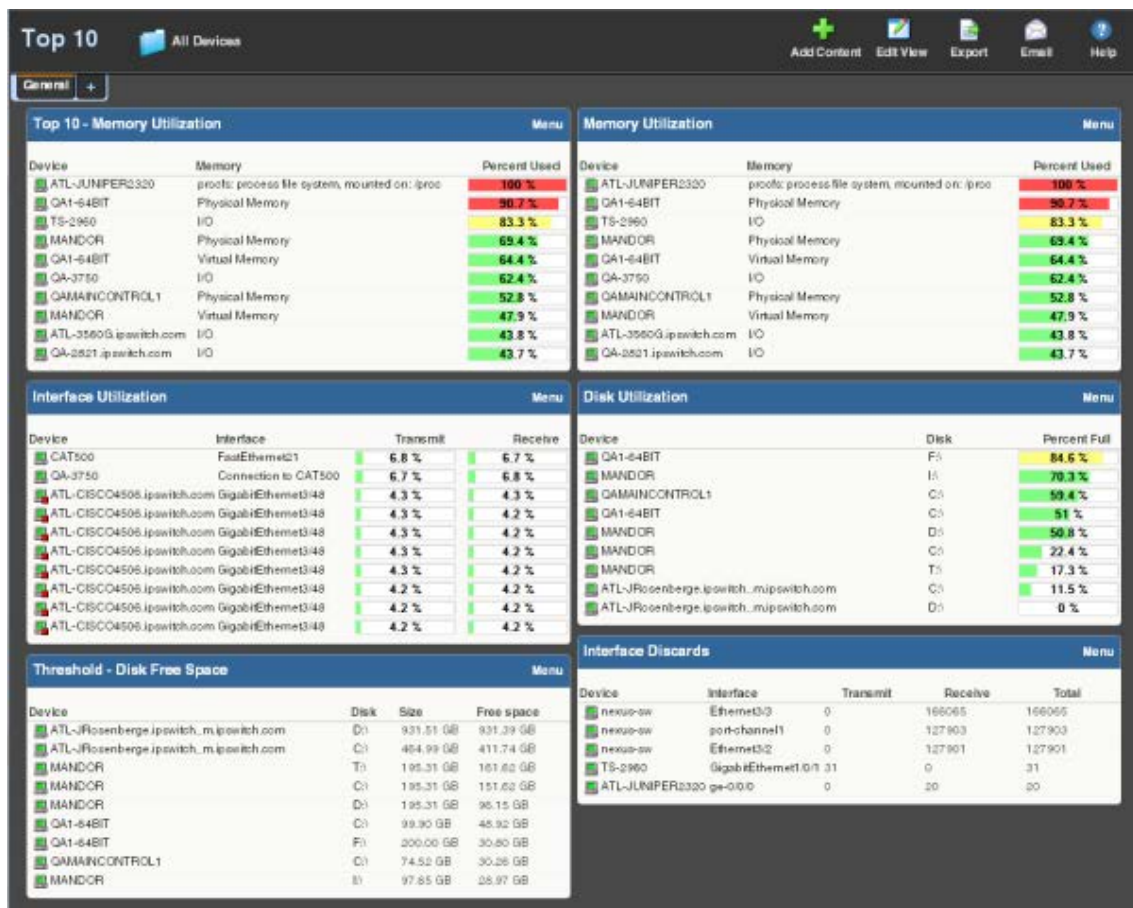 Top 10
All Devices
Add Content Edit View Export Email Help
General +
Top 10 - Memory Utilization Menu
Device Memory Percent Used
ATL-JUNIPER2320 procfs: process file system, mounted on: /proc 100 %
QA1-64BIT Physical Memory 90.7 %
TS-2960 I/O 83.3 %
MANDOR Physical Memory 69.4 %
QA1-64BIT Virtual Memory 64.4 %
QA-3750 I/O 62.4 %
QAMAINCONTROL1 Physical Memory 52.8 %
MANDOR Virtual Memory 47.9 %
ATL-3560G.ipswitch.com I/O 43.8 %
QA-2821.ipswitch.com I/O 43.7 %
Memory Utilization Menu
Device Memory Percent Used
ATL-JUNIPER2320 procfs: process file system, mounted on: /proc 100 %
QA1-64BIT Physical Memory 90.7 %
TS-2960 I/O 83.3 %
MANDOR Physical Memory 69.4 %
QA1-64BIT Virtual Memory 64.4 %
QA-3750 I/O 62.4 %
QAMAINCONTROL1 Physical Memory 52.8 %
MANDOR Virtual Memory 47.9 %
ATL-3560G.ipswitch.com I/O 43.8 %
QA-2821.ipswitch.com I/O 43.7 %
Interface Utilization Menu
Device Interface Transmit Receive
CAT500 FastEthernet21 6.8 % 6.7 %
QA-3750 Connection to CAT500 6.7 % 6.8 %
ATL-CISCO4506.ipswitch.com GigabitEthernet3/48 4.3 % 4.3 %
ATL-CISCO4506.ipswitch.com GigabitEthernet3/48 4.3 % 4.2 %
ATL-CISCO4506.ipswitch.com GigabitEthernet3/48 4.3 % 4.2 %
ATL-CISCO4506.ipswitch.com GigabitEthernet3/48 4.3 % 4.2 %
ATL-CISCO4506.ipswitch.com GigabitEthernet3/48 4.3 % 4.2 %
ATL-CISCO4506.ipswitch.com GigabitEthernet3/48 4.2 % 4.2 %
ATL-CISCO4506.ipswitch.com GigabitEthernet3/48 4.2 % 4.2 %
ATL-CISCO4506.ipswitch.com GigabitEthernet3/48 4.2 % 4.2 %
Disk Utilization Menu
Device Disk Percent Full
QA1-64BIT F:\ 84.6 %
MANDOR I:\ 70.3 %
QAMAINCONTROL1 C:\ 59.4 %
QA1-64BIT C:\ 51 %
MANDOR D:\ 50.8 %
MANDOR C:\ 22.4 %
MANDOR T:\ 17.3 %
ATL-JRosenberge.ipswitch_m.ipswitch.com C:\ 11.5 %
ATL-JRosenberge.ipswitch_m.ipswitch.com D:\ 0 %
Threshold - Disk Free Space Menu
Device Disk Size Free space
ATL-JRosenberge.ipswitch_m.ipswitch.com D:\ 931.51 GB 931.39 GB
ATL-JRosenberge.ipswitch_m.ipswitch.com C:\ 464.99 GB 411.74 GB
MANDOR T:\ 195.31 GB 161.62 GB
MANDOR C:\ 195.31 GB 151.62 GB
MANDOR D:\ 195.31 GB 96.15 GB
QA1-64BIT C:\ 99.90 GB 48.92 GB
QA1-64BIT F:\ 200.00 GB 30.80 GB
QAMAINCONTROL1 C:\ 74.52 GB 30.26 GB
MANDOR I:\ 97.65 GB 28.97 GB
Interface Discards Menu
Device Interface Transmit Receive Total
nexus-sw Ethernet3/3 0 166065 166065
nexus-sw port-channel1 0 127903 127903
nexus-sw Ethernet3/2 0 127901 127901
TS-2960 GigabitEthernet1/0/1 31 0 31
ATL-JUNIPER2320 ge-0/0/0 0 20 20